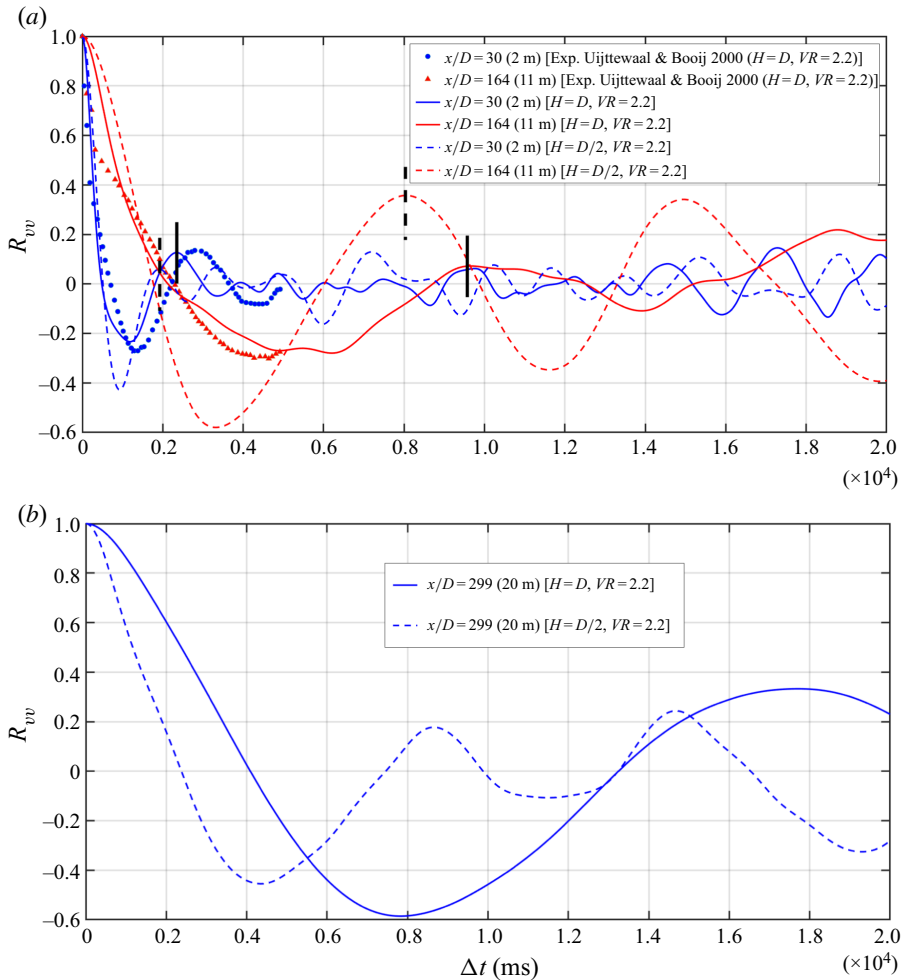 (a)
1.0
0.8
0.6
0.4
0.2
0
–0.2
–0.4
–0.6
R_vv
x/D = 30 (2 m) [Exp. Uijttewaal & Booij 2000 (H = D, VR = 2.2)]
x/D = 164 (11 m) [Exp. Uijttewaal & Booij 2000 (H = D, VR = 2.2)]
x/D = 30 (2 m) [H = D, VR = 2.2]
x/D = 164 (11 m) [H = D, VR = 2.2]
x/D = 30 (2 m) [H = D/2, VR = 2.2]
x/D = 164 (11 m) [H = D/2, VR = 2.2]
0 0.2 0.4 0.6 0.8 1.0 1.2 1.4 1.6 1.8 2.0
(×10⁴)
(b)
1.0
0.8
0.6
0.4
0.2
0
–0.2
–0.4
–0.6
R_vv
x/D = 299 (20 m) [H = D, VR = 2.2]
x/D = 299 (20 m) [H = D/2, VR = 2.2]
0 0.2 0.4 0.6 0.8 1.0 1.2 1.4 1.6 1.8 2.0
Δt (ms)
(×10⁴)